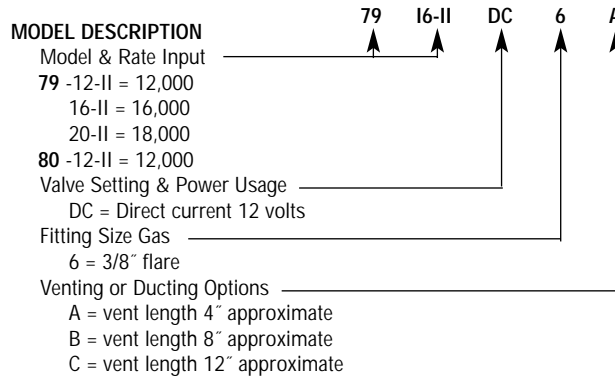 79 I6-II DC 6 A
MODEL DESCRIPTION
Model & Rate Input
79 -12-II = 12,000
16-II = 16,000
20-II = 18,000
80 -12-II = 12,000
Valve Setting & Power Usage
DC = Direct current 12 volts
Fitting Size Gas
6 = 3/8˝ flare
Venting or Ducting Options
A = vent length 4˝ approximate
B = vent length 8˝ approximate
C = vent length 12˝ approximate